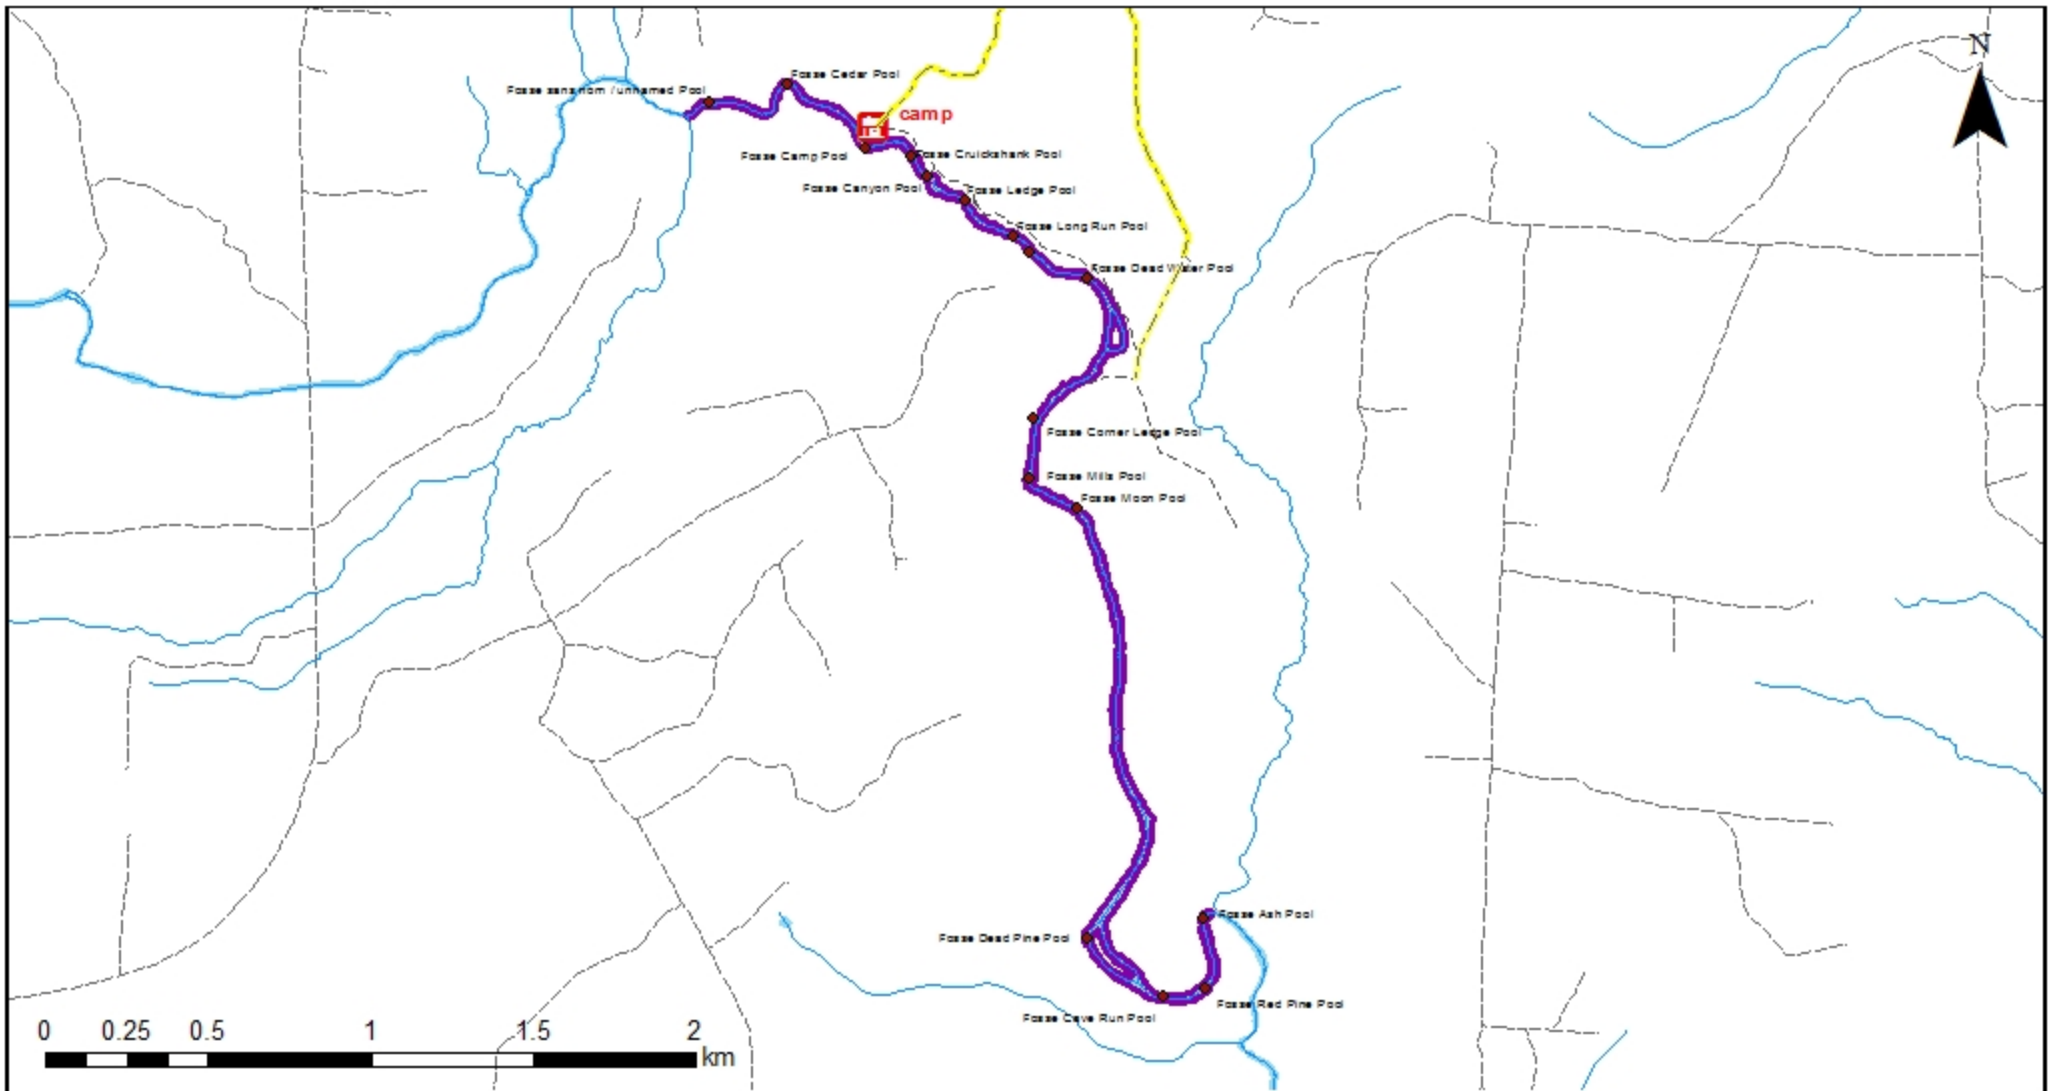 N
Fosse Cedar Pool
Fosse sans nom / unnamed Pool
camp
Fosse Camp Pool
Fosse Cruickshank Pool
Fosse Canyon Pool
Fosse Ledge Pool
Fosse Long Run Pool
Fosse Dead Water Pool
Fosse Corner Ledge Pool
Fosse Mills Pool
Fosse Moon Pool
Fosse Ash Pool
Fosse Dead Pine Pool
Fosse Red Pine Pool
Fosse Cave Run Pool
0 0.25 0.5 1 1.5 2
km